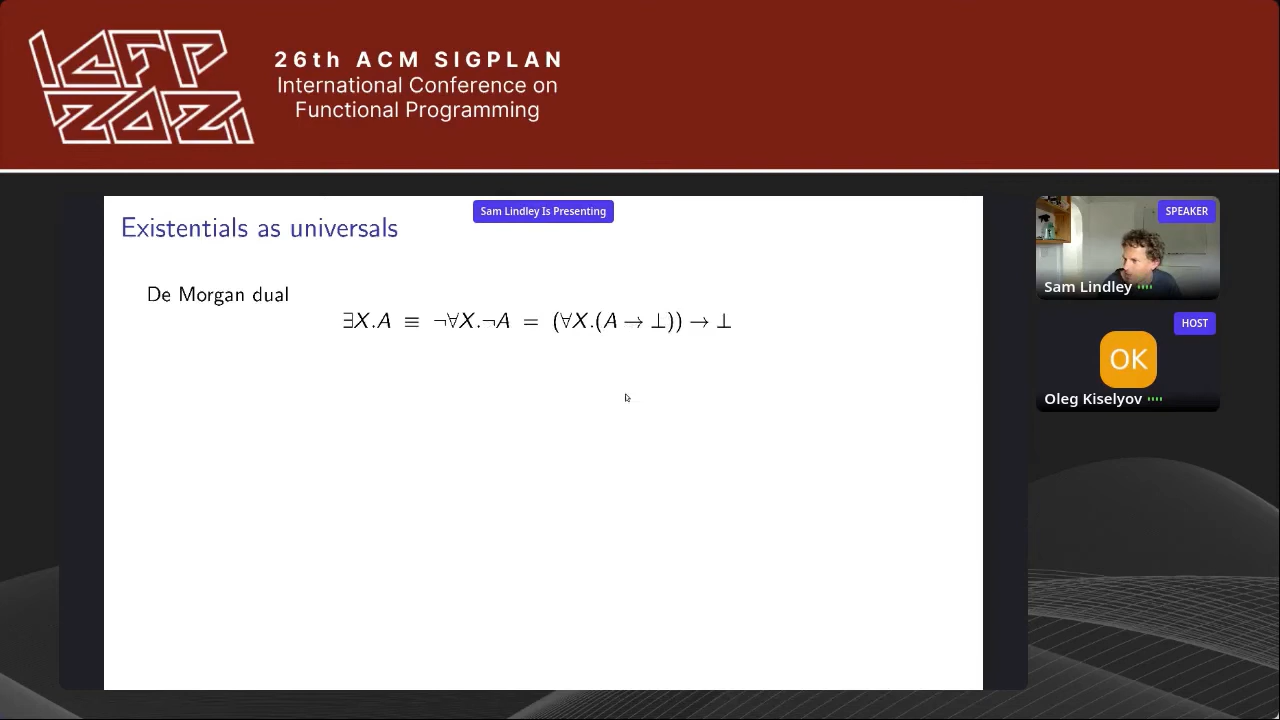 ICFP
2021
26th ACM SIGPLAN
International Conference on
Functional Programming
Existentials as universals
Sam Lindley Is Presenting
De Morgan dual
∃X.A ≡ ¬∀X.¬A = (∀X.(A → ⊥)) → ⊥
SPEAKER
Sam Lindley
HOST
OK
Oleg Kiselyov